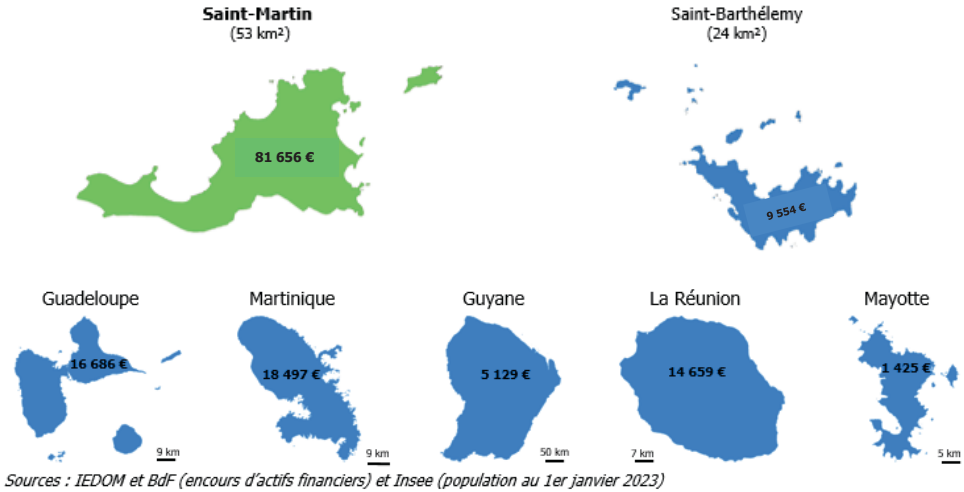 Saint-Martin
(53 km²)
Saint-Barthélemy
(24 km²)
81 656 €
9 554 €
Guadeloupe
Martinique
Guyane
La Réunion
Mayotte
16 686 €
18 497 €
5 129 €
14 659 €
1 425 €
9 km
9 km
50 km
7 km
5 km
Sources : IEDOM et BdF (encours d'actifs financiers) et Insee (population au 1er janvier 2023)